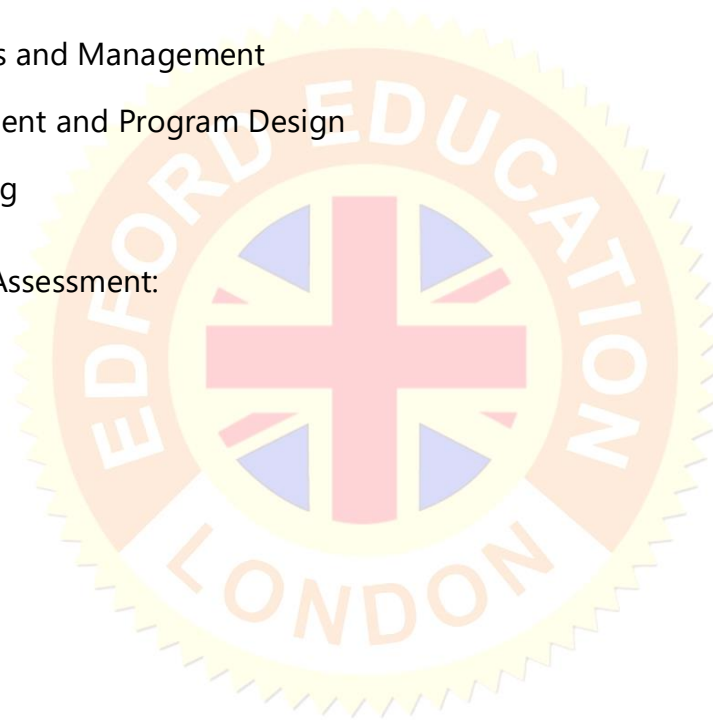 s and Management
ent and Program Design
g
Assessment:
EDFORD EDUCATION
LONDON